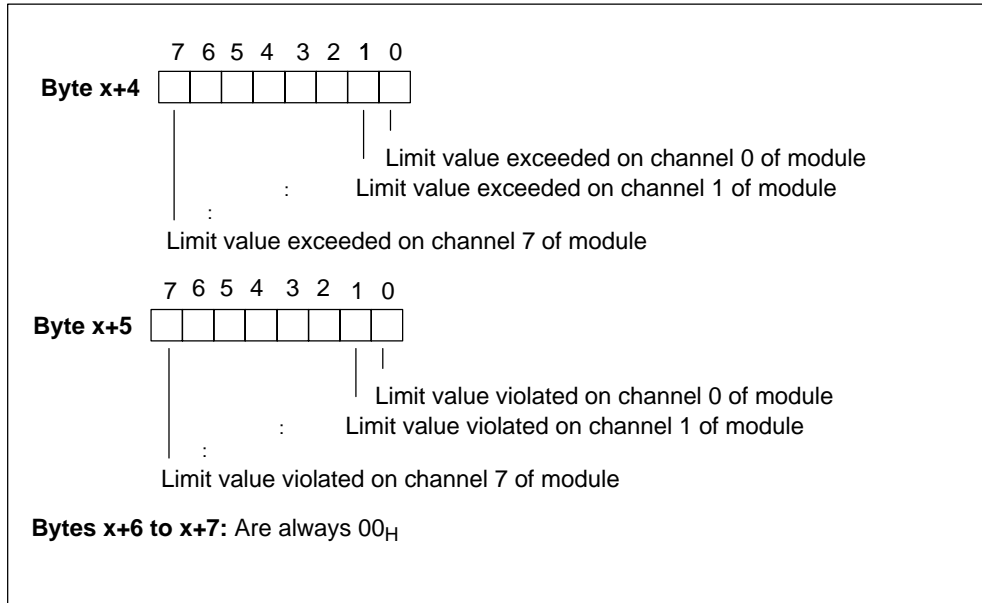 7 6 5 4 3 2 1 0
Byte x+4
Limit value exceeded on channel 0 of module
: Limit value exceeded on channel 1 of module
:
Limit value exceeded on channel 7 of module
7 6 5 4 3 2 1 0
Byte x+5
Limit value violated on channel 0 of module
: Limit value violated on channel 1 of module
:
Limit value violated on channel 7 of module
Bytes x+6 to x+7: Are always 00H